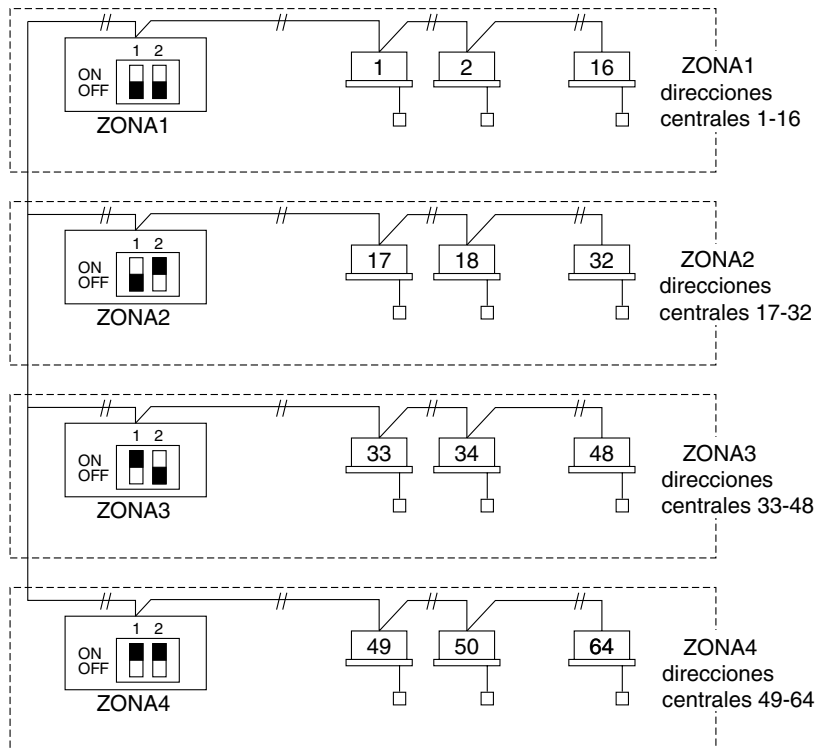 1 2
ON
OFF
ZONA1
1
2
16
ZONA1
direcciones
centrales 1-16
1 2
ON
OFF
ZONA2
17
18
32
ZONA2
direcciones
centrales 17-32
1 2
ON
OFF
ZONA3
33
34
48
ZONA3
direcciones
centrales 33-48
1 2
ON
OFF
ZONA4
49
50
64
ZONA4
direcciones
centrales 49-64